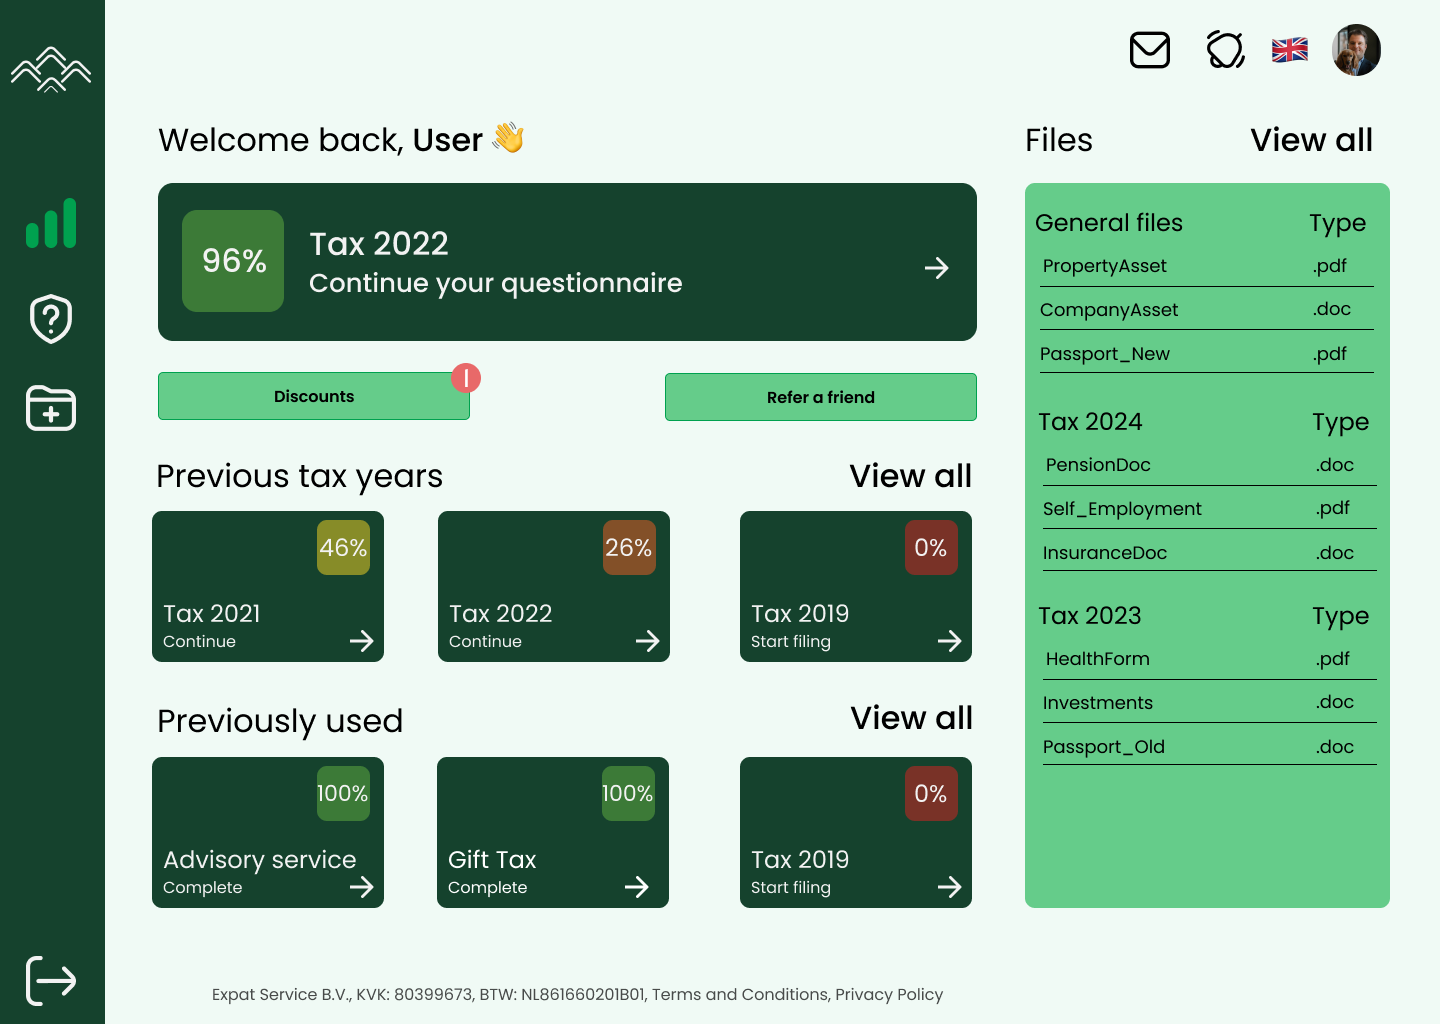 Welcome back, User 👋
96%
Tax 2022
Continue your questionnaire
Discounts
Refer a friend
Previous tax years
View all
46%
Tax 2021
Continue
26%
Tax 2022
Continue
0%
Tax 2019
Start filing
Previously used
View all
100%
Advisory service
Complete
100%
Gift Tax
Complete
0%
Tax 2019
Start filing
Files
View all
General files Type
PropertyAsset .pdf
CompanyAsset .doc
Passport_New .pdf
Tax 2024 Type
PensionDoc .doc
Self_Employment .pdf
InsuranceDoc .doc
Tax 2023 Type
HealthForm .pdf
Investments .doc
Passport_Old .doc
Expat Service B.V., KVK: 80399673, BTW: NL861660201B01, Terms and Conditions, Privacy Policy